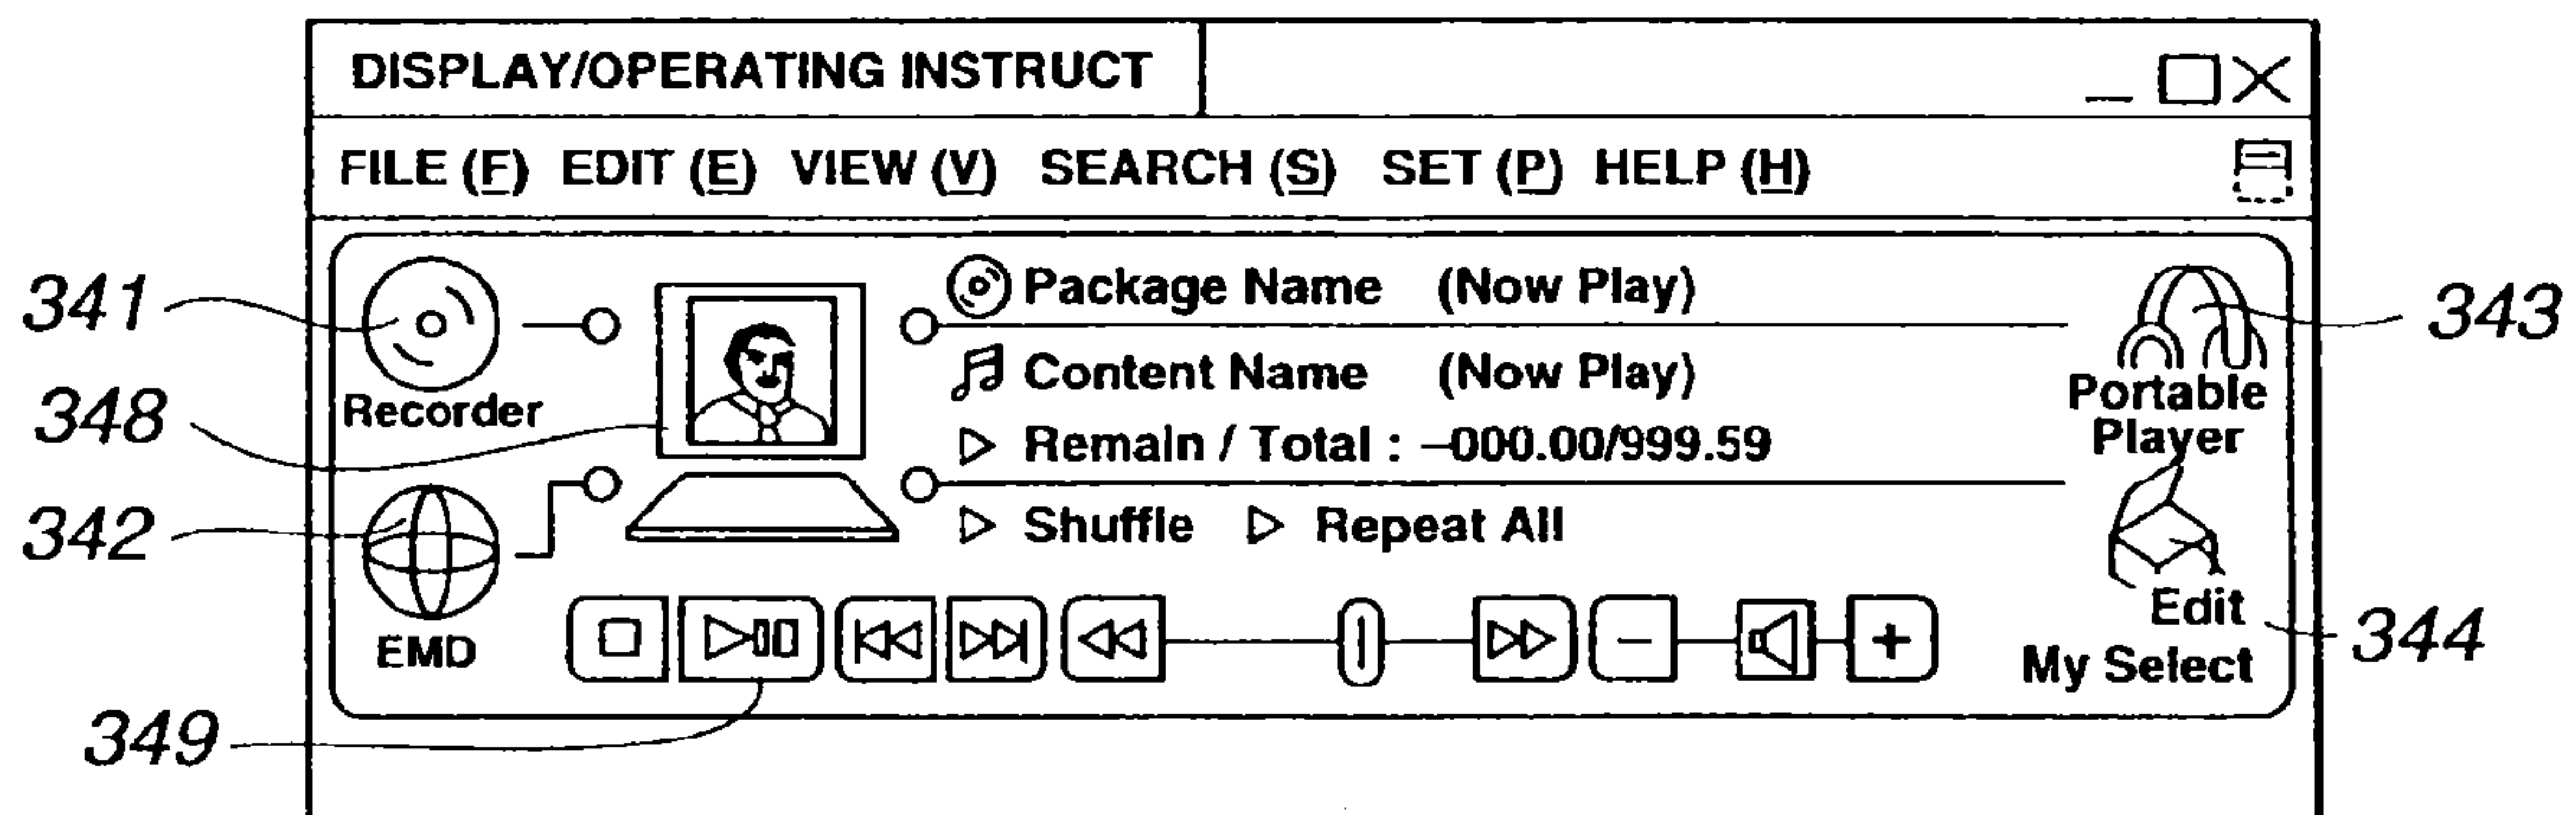 DISPLAY/OPERATING INSTRUCT
FILE (F) EDIT (E) VIEW (V) SEARCH (S) SET (P) HELP (H)
341
Package Name (Now Play)
343
348
Recorder
Content Name (Now Play)
Portable
Player
Remain / Total : –000.00/999.59
342
Shuffle Repeat All
EMD
– +
Edit
344
My Select
349